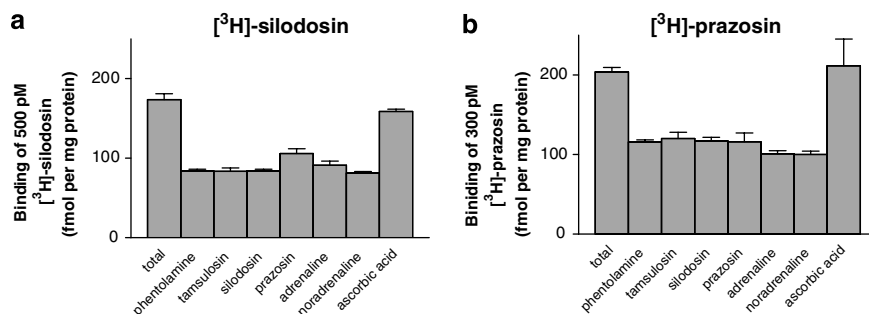 a
[³H]-silodosin
Binding of 500 pM
[³H]-silodosin
(fmol per mg protein)
200
100
0
total
phentolamine
tamsulosin
silodosin
prazosin
adrenaline
noradrenaline
ascorbic acid
b
[³H]-prazosin
Biniding of 300 pM
[³H]-prazosin
(fmol per mg protein)
200
100
0
total
phentolamine
tamsulosin
silodosin
prazosin
adrenaline
noradrenaline
ascorbic acid